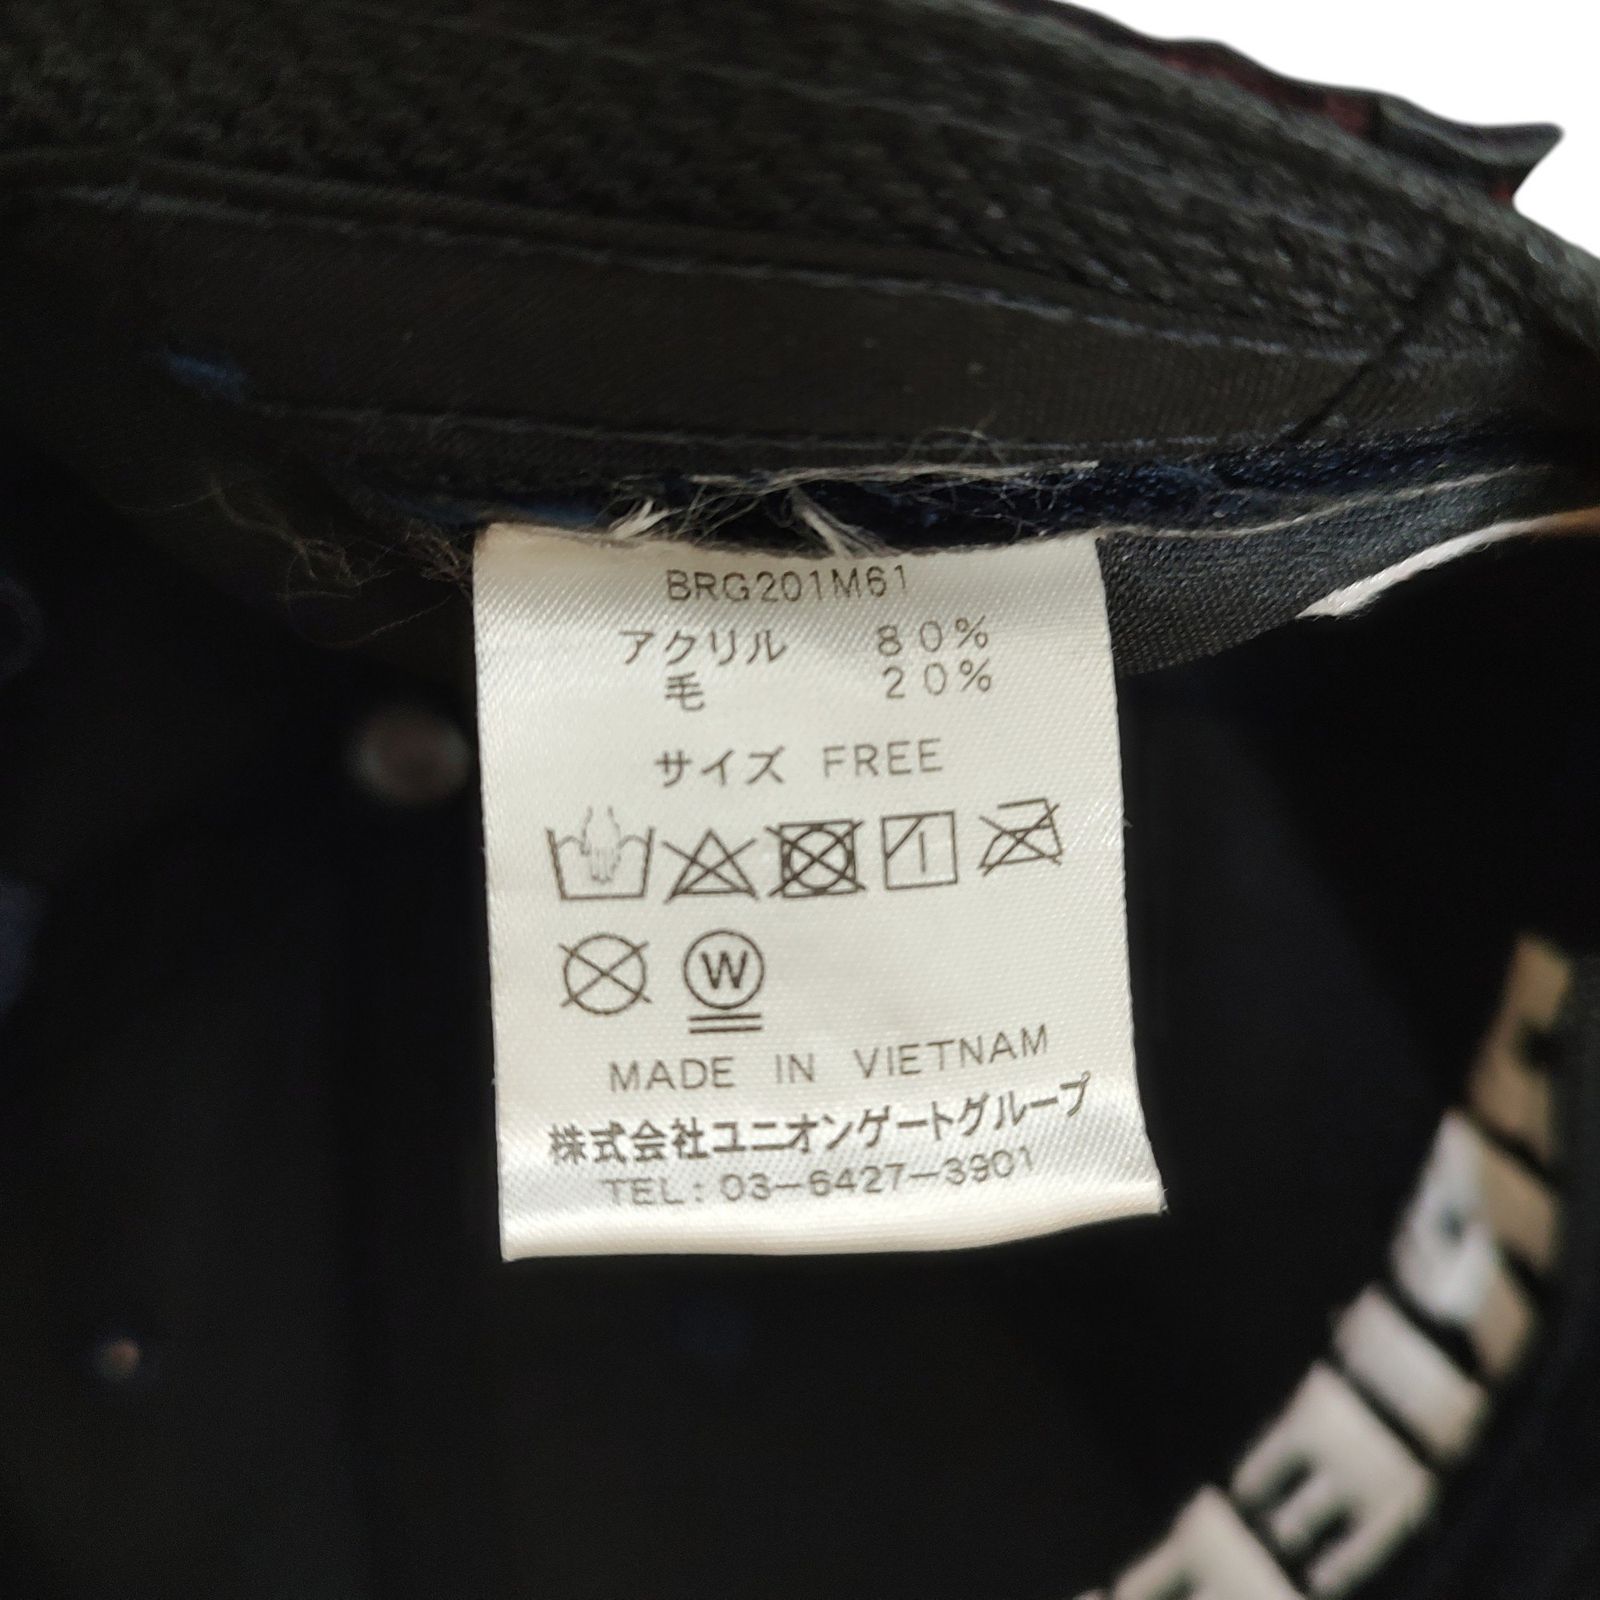 BRG201M61
アクリル 80%
毛 20%
サイズ FREE
W
MADE IN VIETNAM
株式会社ユニオンゲートグループ
TEL: 03-6427-3901